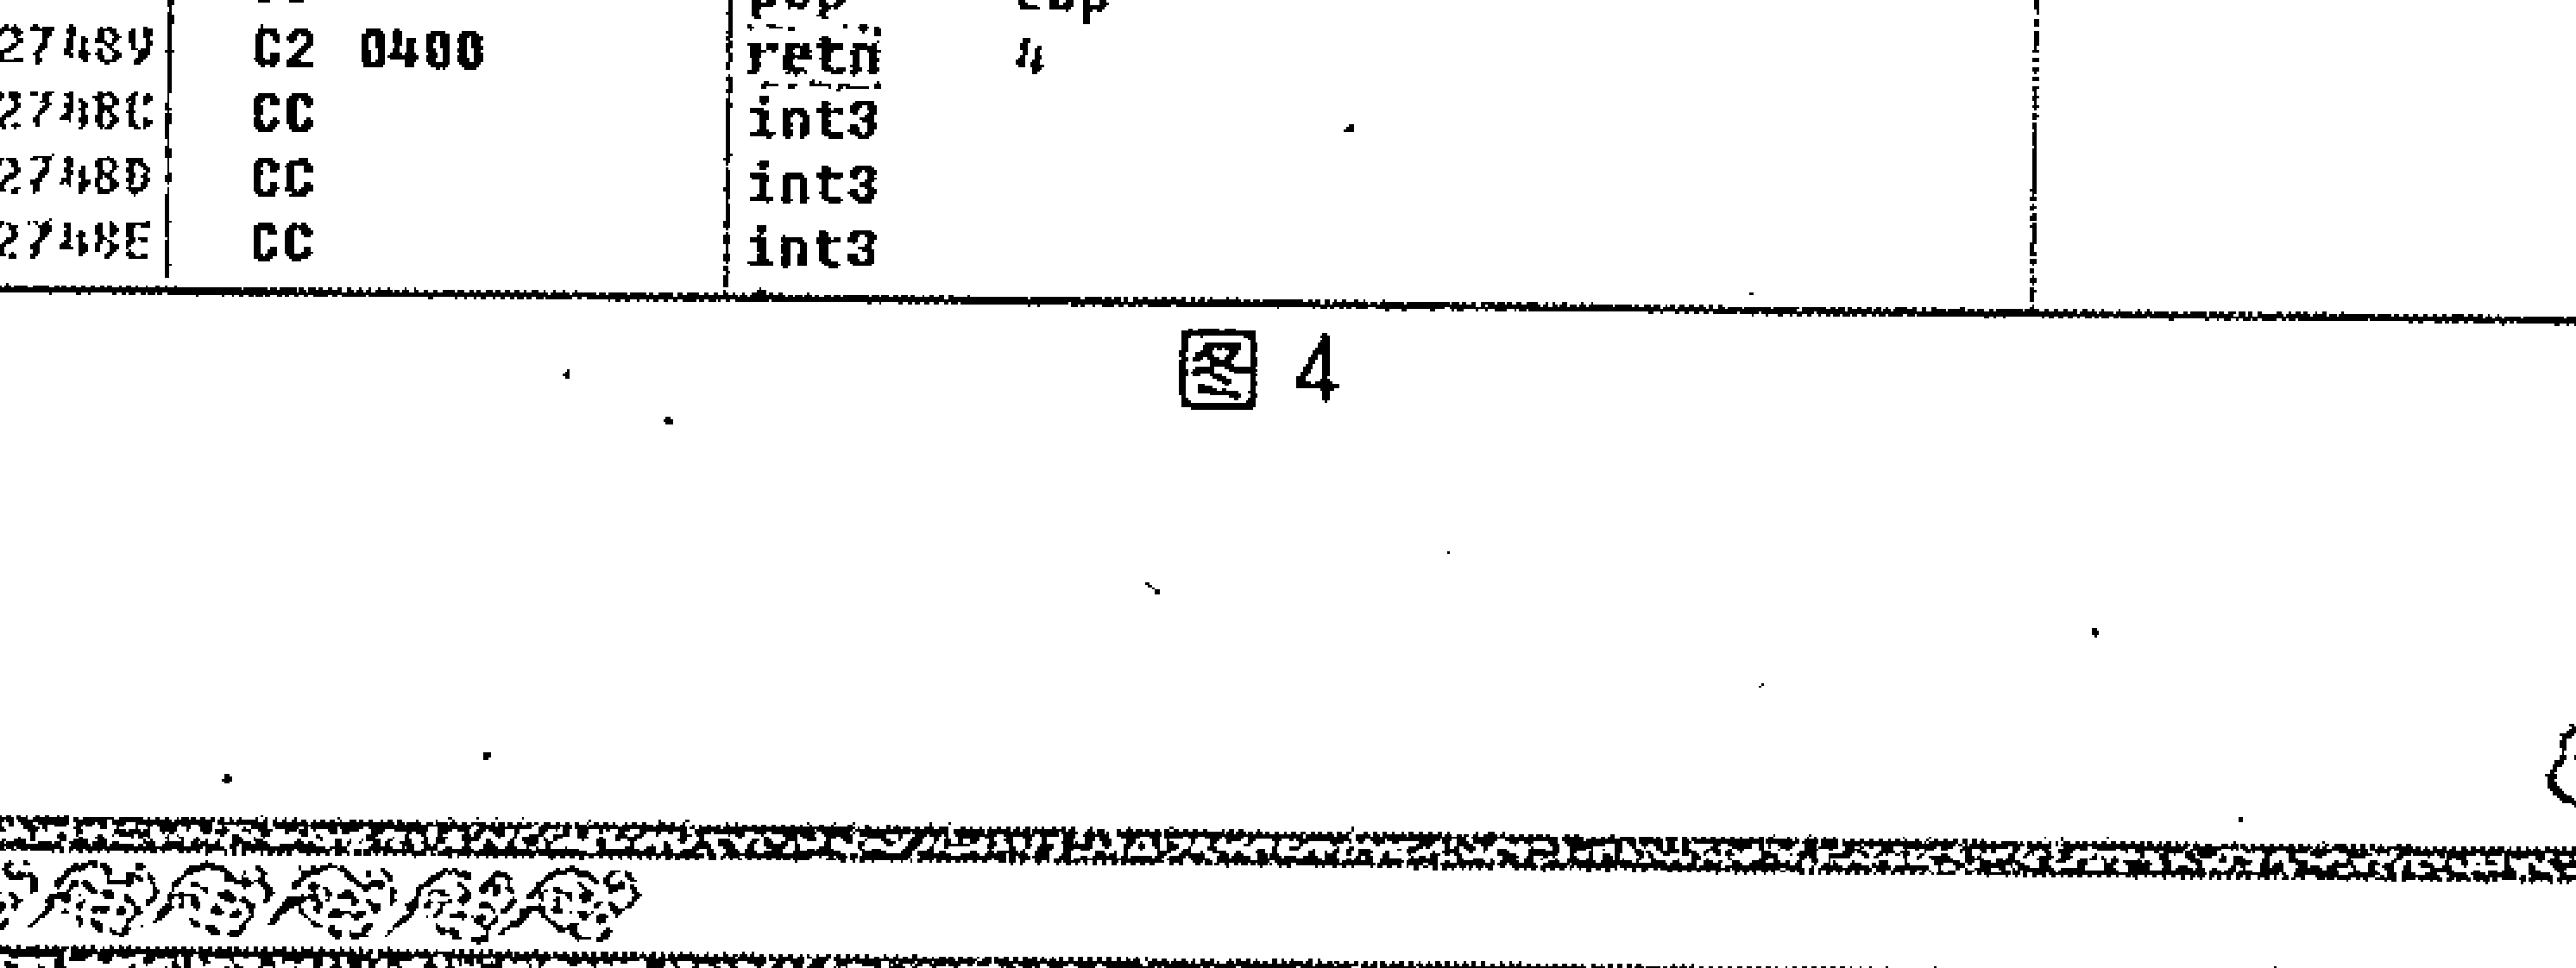 27489 C2 0400 retn 4
2748C CC int3
2748D CC int3
2748E CC int3
图 4